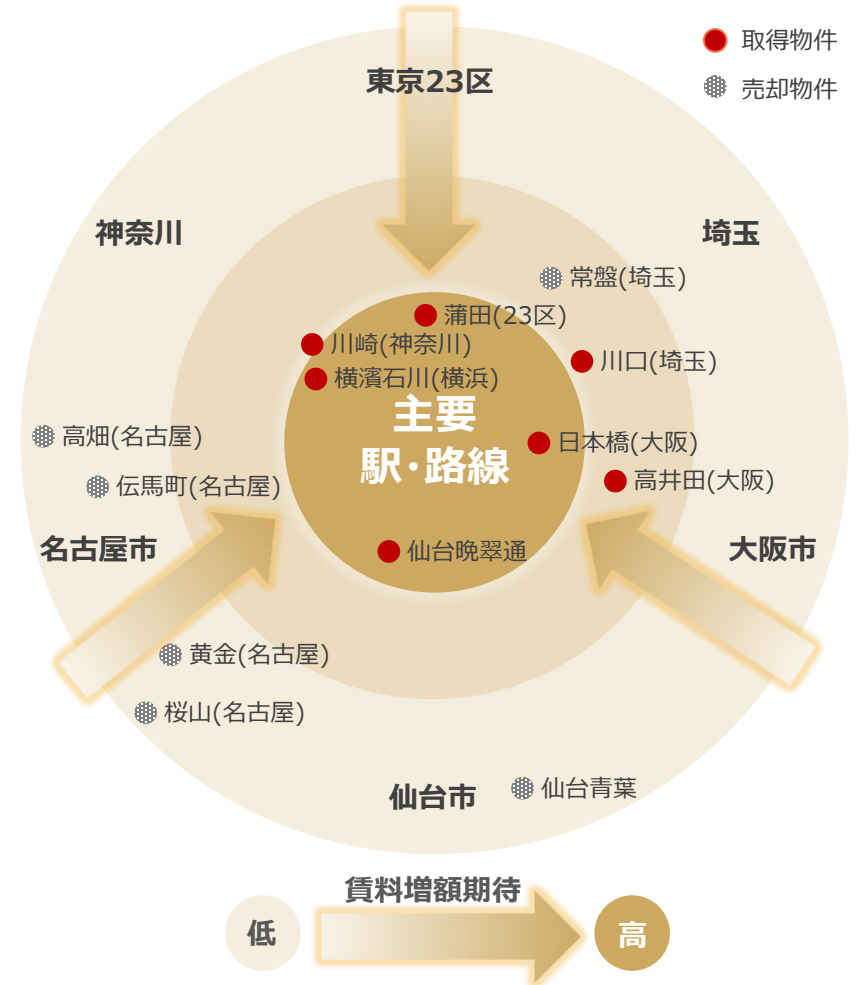 取得物件
東京23区
売却物件
神奈川
埼玉
常盤(埼玉)
蒲田(23区)
川崎(神奈川)
川口(埼玉)
横濱石川(横浜)
主要
駅・路線
高畑(名古屋)
日本橋(大阪)
伝馬町(名古屋)
高井田(大阪)
名古屋市
大阪市
仙台晩翠通
黄金(名古屋)
桜山(名古屋)
仙台市
仙台青葉
賃料増額期待
低
高